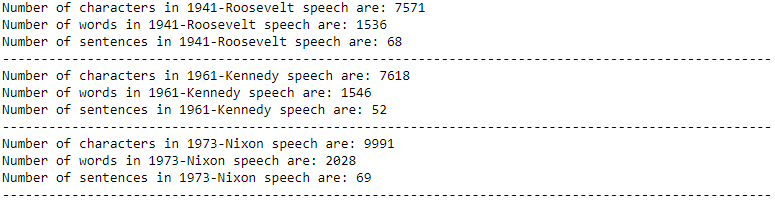 Number of characters in 1941-Roosevelt speech are: 7571
Number of words in 1941-Roosevelt speech are: 1536
Number of sentences in 1941-Roosevelt speech are: 68
----------------------------------------------------------------------------------------------------
Number of characters in 1961-Kennedy speech are: 7618
Number of words in 1961-Kennedy speech are: 1546
Number of sentences in 1961-Kennedy speech are: 52
----------------------------------------------------------------------------------------------------
Number of characters in 1973-Nixon speech are: 9991
Number of words in 1973-Nixon speech are: 2028
Number of sentences in 1973-Nixon speech are: 69
----------------------------------------------------------------------------------------------------